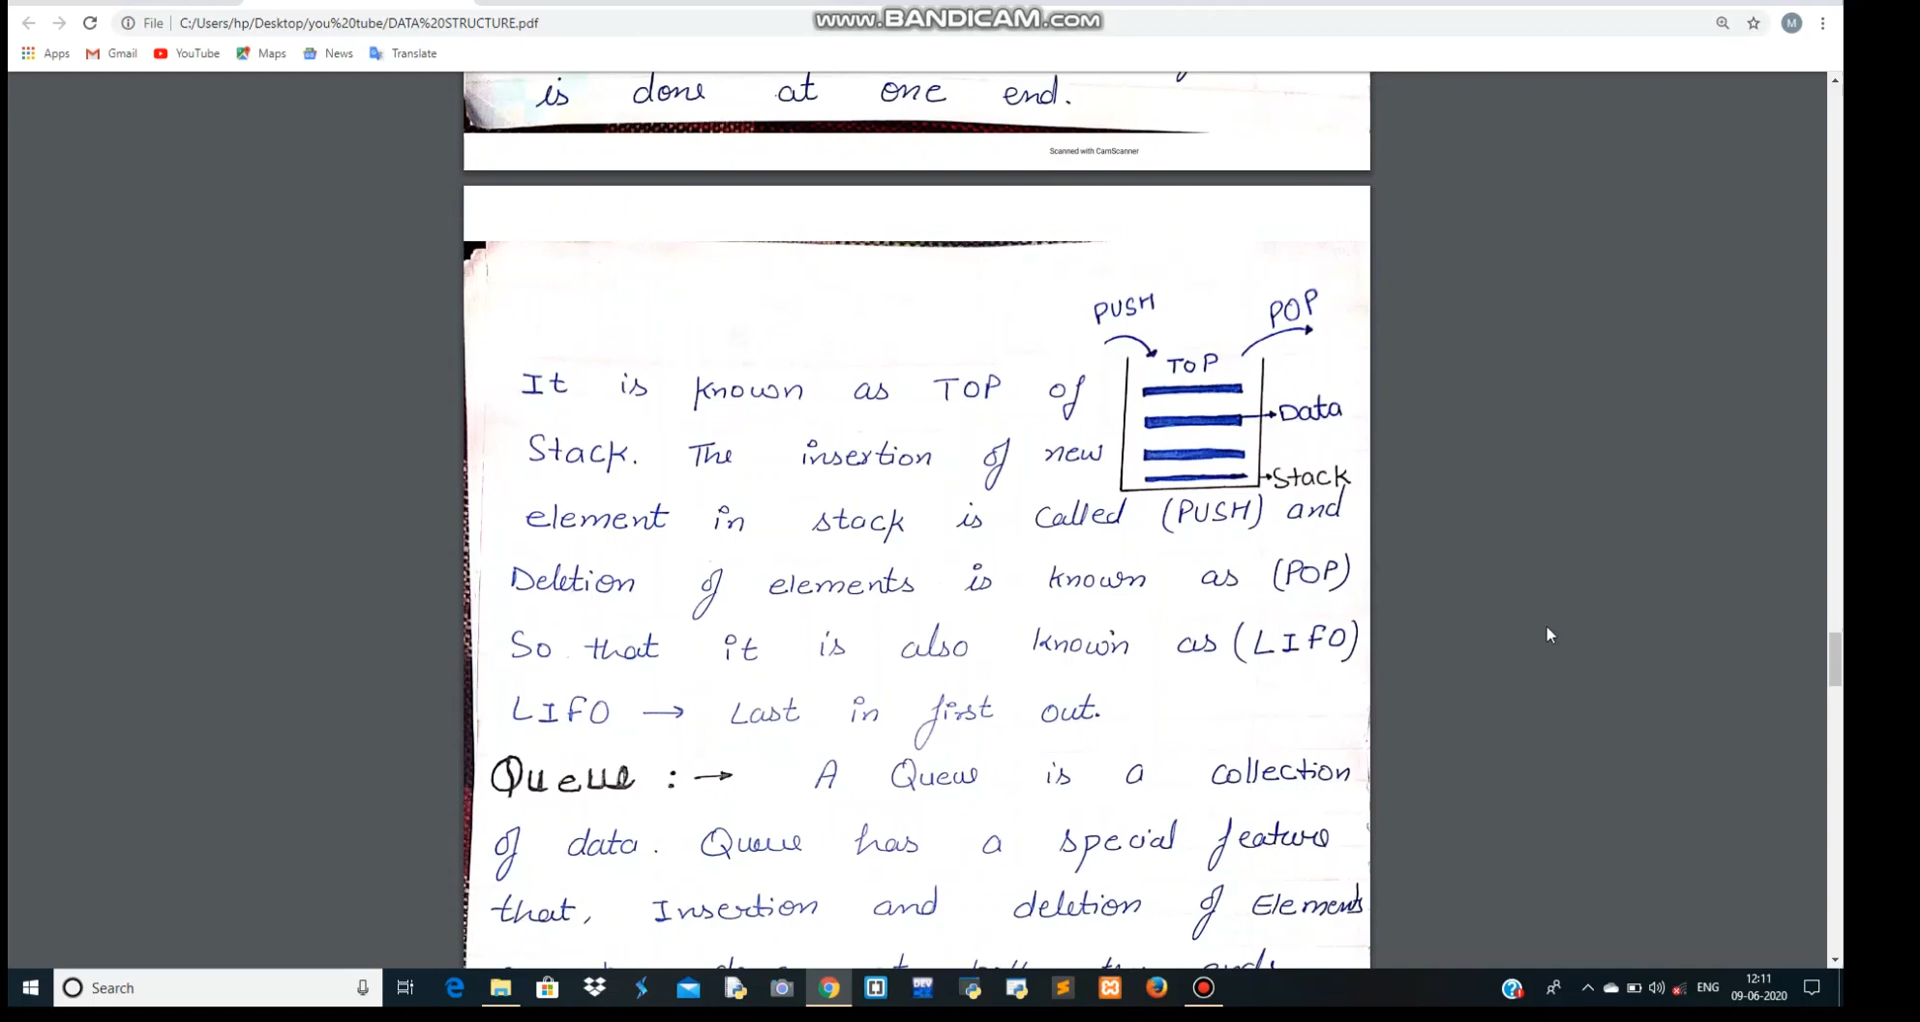 www.BANDICAM.com
File C:/Users/hp/Desktop/you%20tube/DATA%20STRUCTURE.pdf
M
Apps Gmail YouTube Maps News Translate
is done at one end.
Scanned with CamScanner
PUSH POP
TOP
It is known as TOP of
Data
Stack. The insertion of new
Stack
element in stack is called (PUSH) and
Deletion of elements is known as (POP)
So that it is also known as (LIFO)
LIFO → Last in first out.
Queue : → A Queue is a collection
of data. Queue has a special feature
that, Insertion and deletion of Elements
Search
DEV
ENG
12:11
09-06-2020